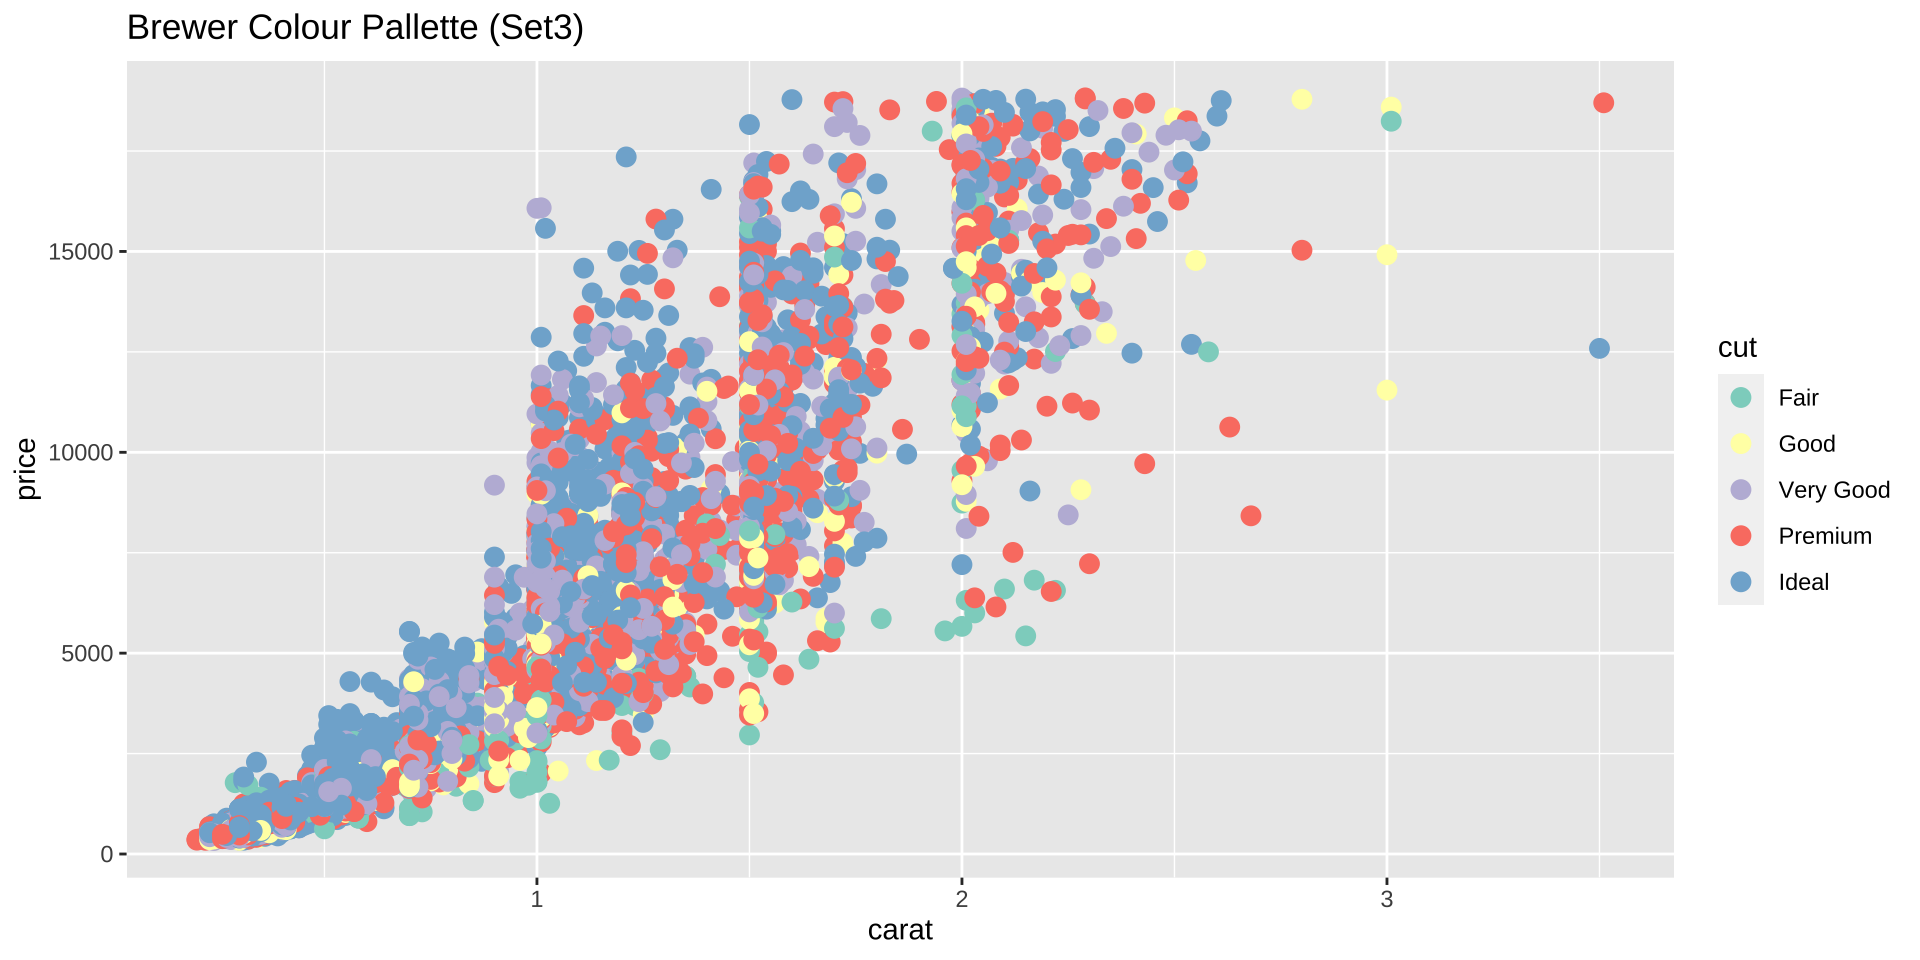 Brewer Colour Pallette (Set3)
15000
10000
5000
0
price
1
2
3
carat
cut
Fair
Good
Very Good
Premium
Ideal